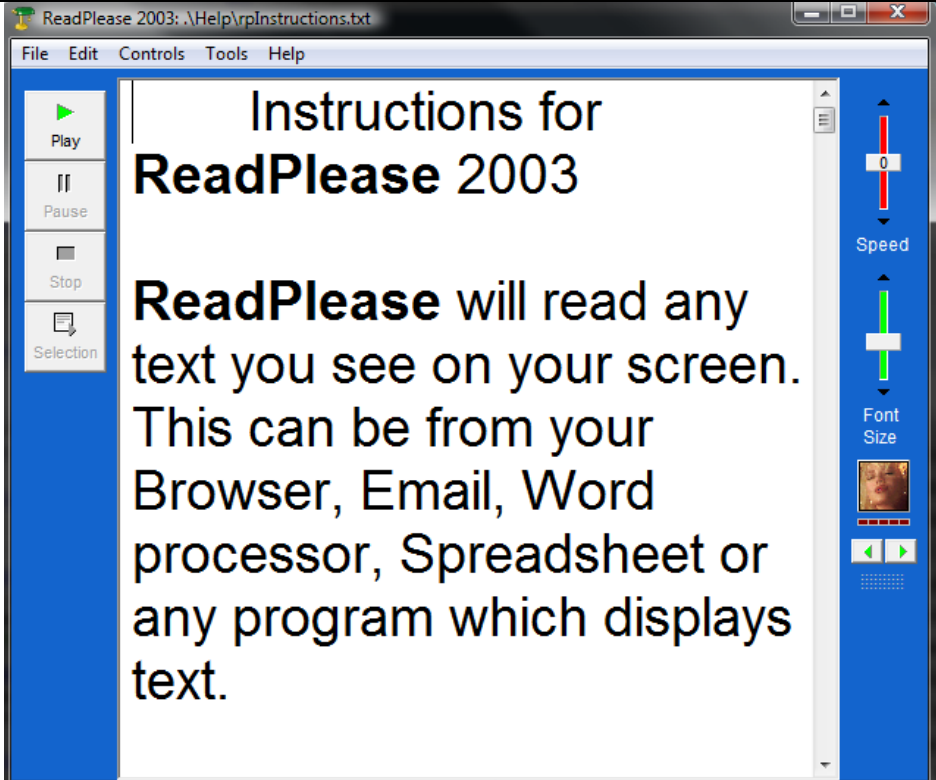 ReadPlease 2003: .\Help\rpInstructions.txt
File Edit Controls Tools Help
Play
Pause
Stop
Selection
Instructions for
ReadPlease 2003
ReadPlease will read any
text you see on your screen.
This can be from your
Browser, Email, Word
processor, Spreadsheet or
any program which displays
text.
0
Speed
Font
Size